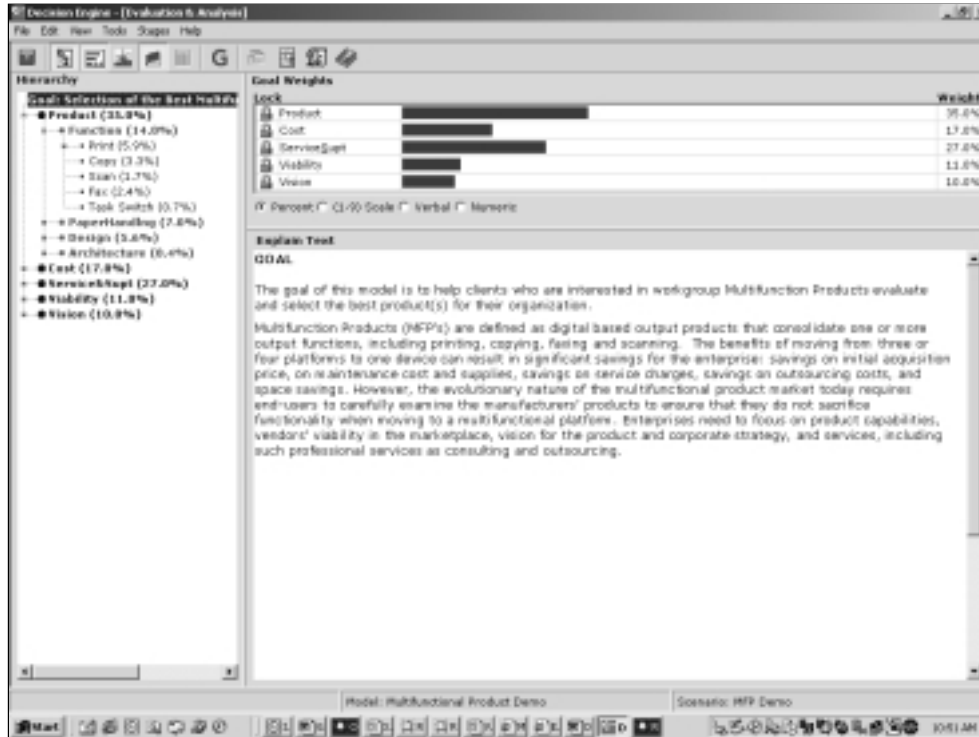 Decision Engine - [Evaluation & Analysis]
File Edit View Tools Stages Help
G
Hierarchy
Goal: Selection of the Best Multifu
Product (35.0%)
Function (14.0%)
Print (5.9%)
Copy (3.3%)
Scan (1.7%)
Fax (2.4%)
Task Switch (0.7%)
PaperHandling (7.0%)
Design (5.6%)
Architecture (8.4%)
Cost (17.0%)
Service&Supt (27.0%)
Viability (11.0%)
Vision (10.0%)
Goal Weights
Lock Weight
Product 35.0%
Cost 17.0%
ServiceSupt 27.0%
Viability 11.0%
Vision 10.0%
Percent (1-9) Scale Verbal Numeric
Explain Text
GOAL
The goal of this model is to help clients who are interested in workgroup Multifunction Products evaluate
and select the best product(s) for their organization.
Multifunction Products (MFP's) are defined as digital based output products that consolidate one or more
output functions, including printing, copying, faxing and scanning. The benefits of moving from three or
four platforms to one device can result in significant savings for the enterprise: savings on initial acquisition
price, on maintenance cost and supplies, savings on service charges, savings on outsourcing costs, and
space savings. However, the evolutionary nature of the multifunctional product market today requires
end-users to carefully examine the manufacturers' products to ensure that they do not sacrifice
functionality when moving to a multifunctional platform. Enterprises need to focus on product capabilities,
vendors' viability in the marketplace, vision for the product and corporate strategy, and services, including
such professional services as consulting and outsourcing.
Model: Multifunctional Product Demo
Scenario: MFP Demo
Start
10:51 AM